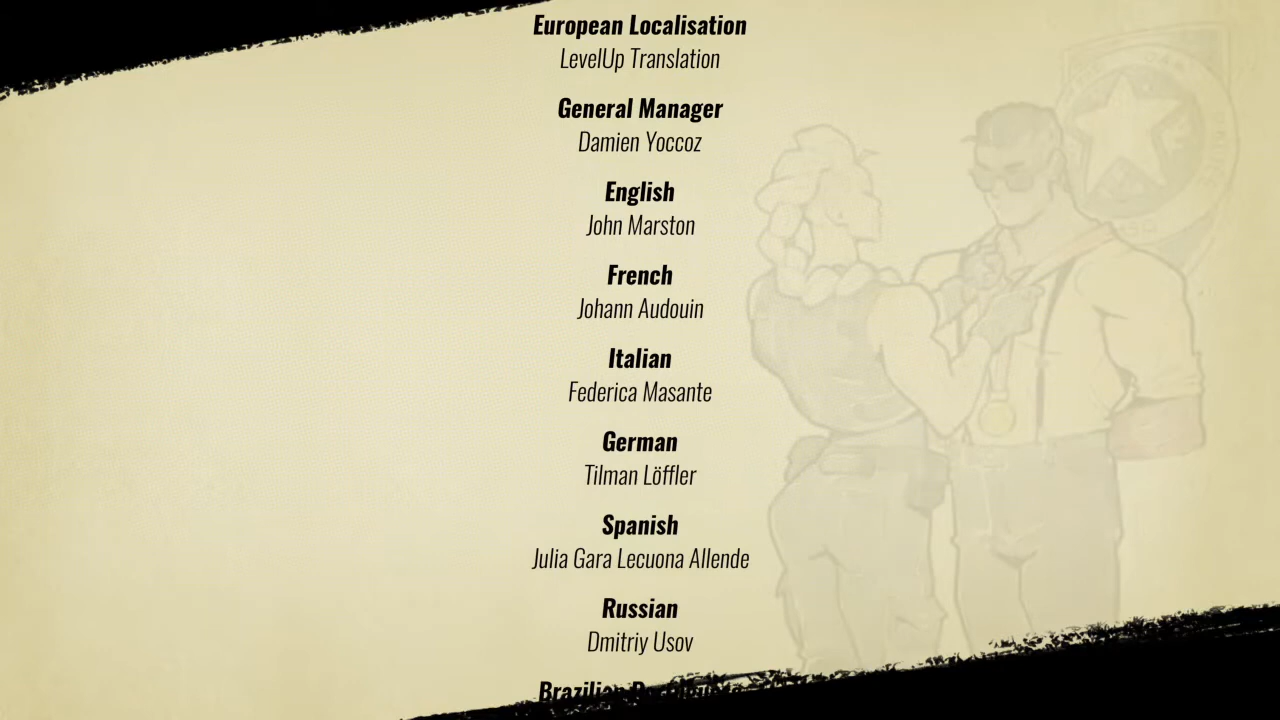 European Localisation
LevelUp Translation
General Manager
Damien Yoccoz
English
John Marston
French
Johann Audouin
Italian
Federica Masante
German
Tilman Löffler
Spanish
Julia Gara Lecuona Allende
Russian
Dmitriy Usov
Brazilian